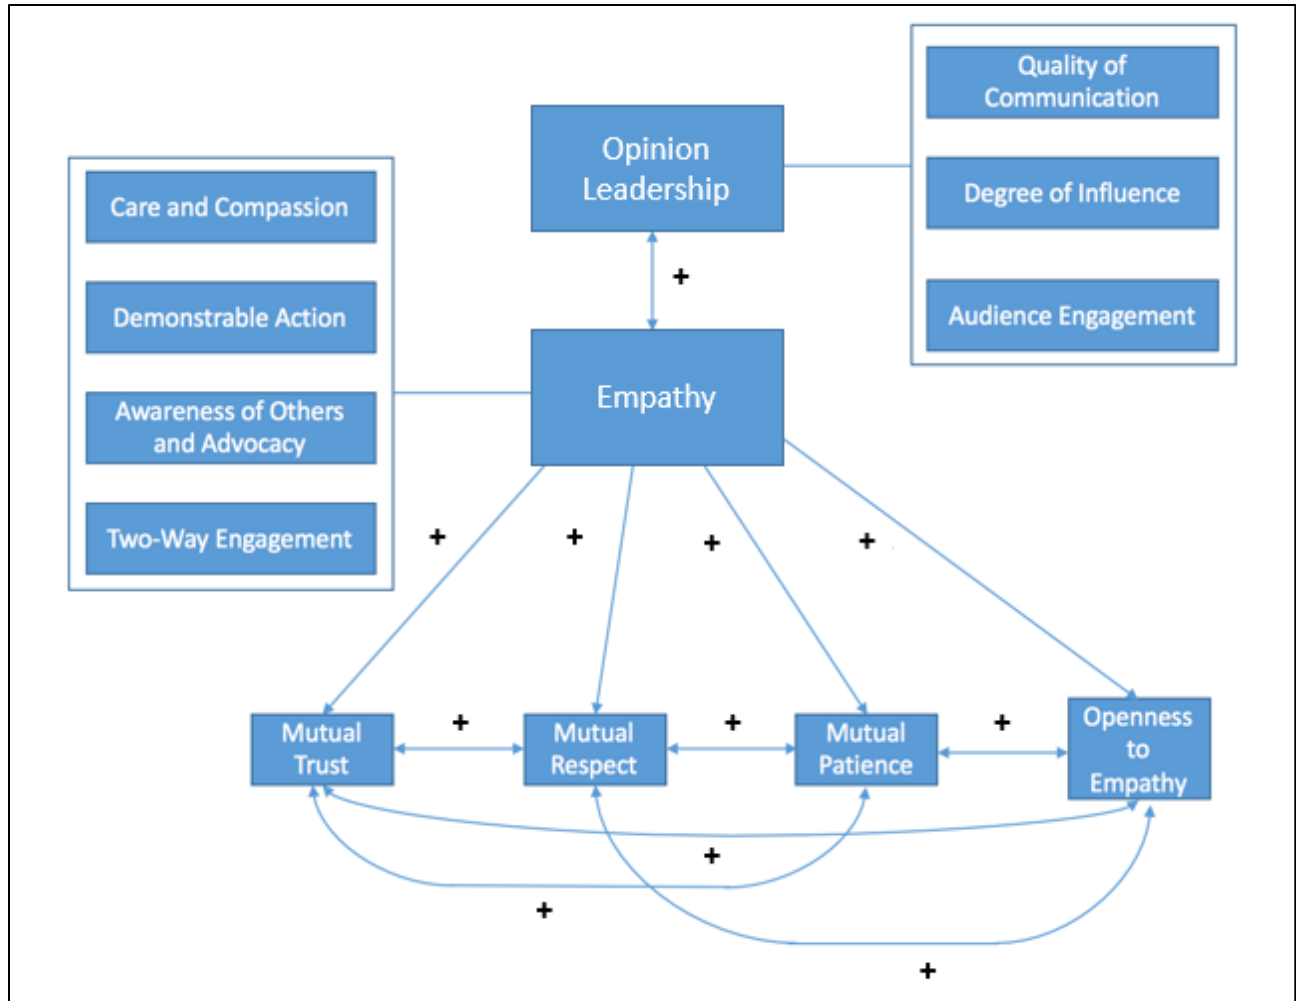 Quality of
Communication
Opinion
Leadership
Degree of Influence
Care and Compassion
+
Audience Engagement
Demonstrable Action
Empathy
Awareness of Others
and Advocacy
Two-Way Engagement
+
+
+
+
Mutual
Trust
+
Mutual
Respect
+
Mutual
Patience
+
Openness
to
Empathy
+
+
+